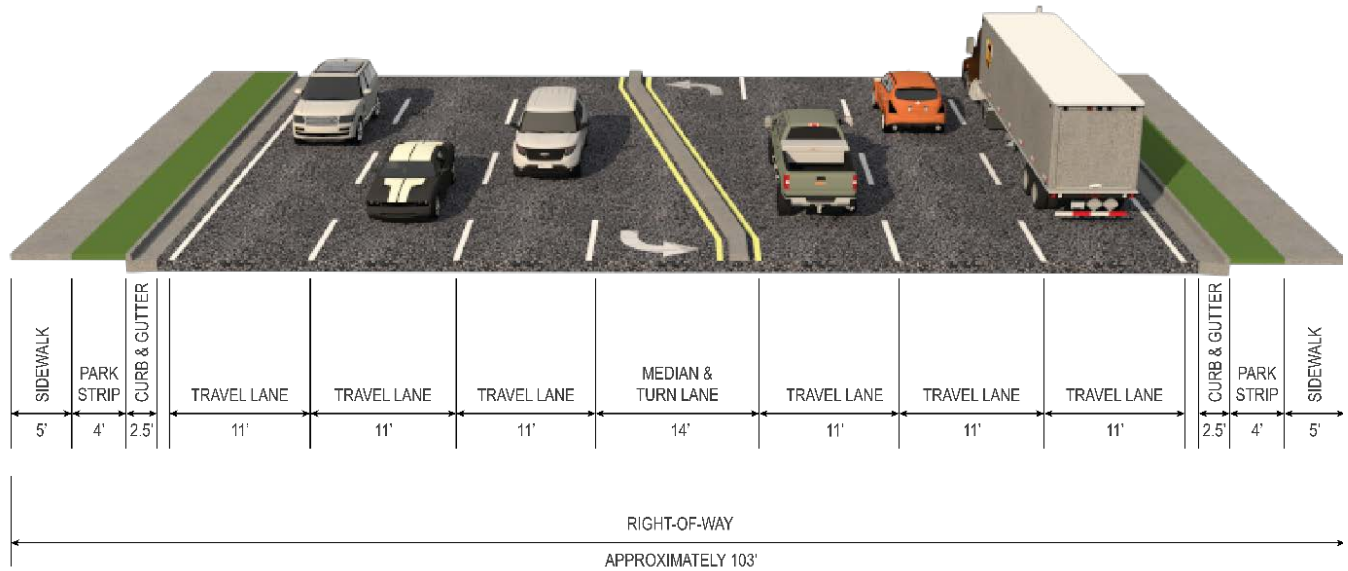 SIDEWALK
PARK
STRIP
CURB & GUTTER
TRAVEL LANE
TRAVEL LANE
TRAVEL LANE
MEDIAN &
TURN LANE
TRAVEL LANE
TRAVEL LANE
TRAVEL LANE
CURB & GUTTER
PARK
STRIP
SIDEWALK
5'
4'
2.5'
11'
11'
11'
14'
11'
11'
11'
2.5'
4'
5'
RIGHT-OF-WAY
APPROXIMATELY 103'